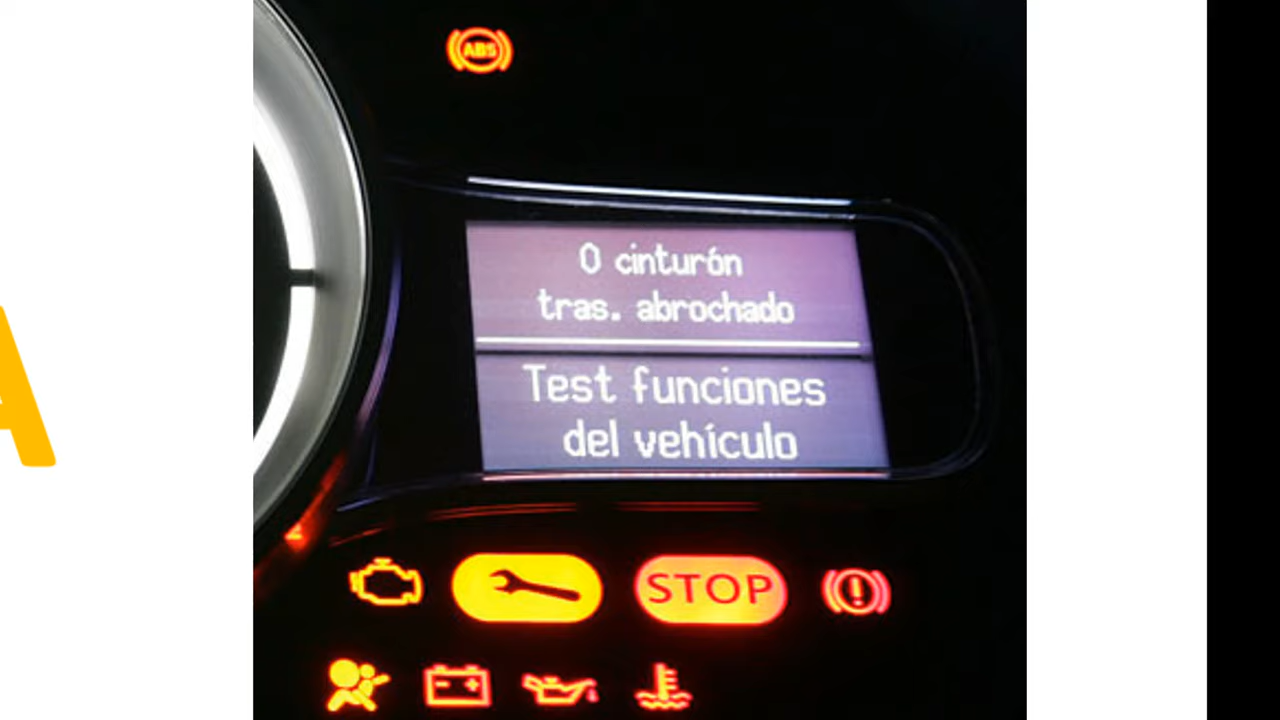 A
ABS
0 cinturón
tras. abrochado
Test funciones
del vehículo
STOP